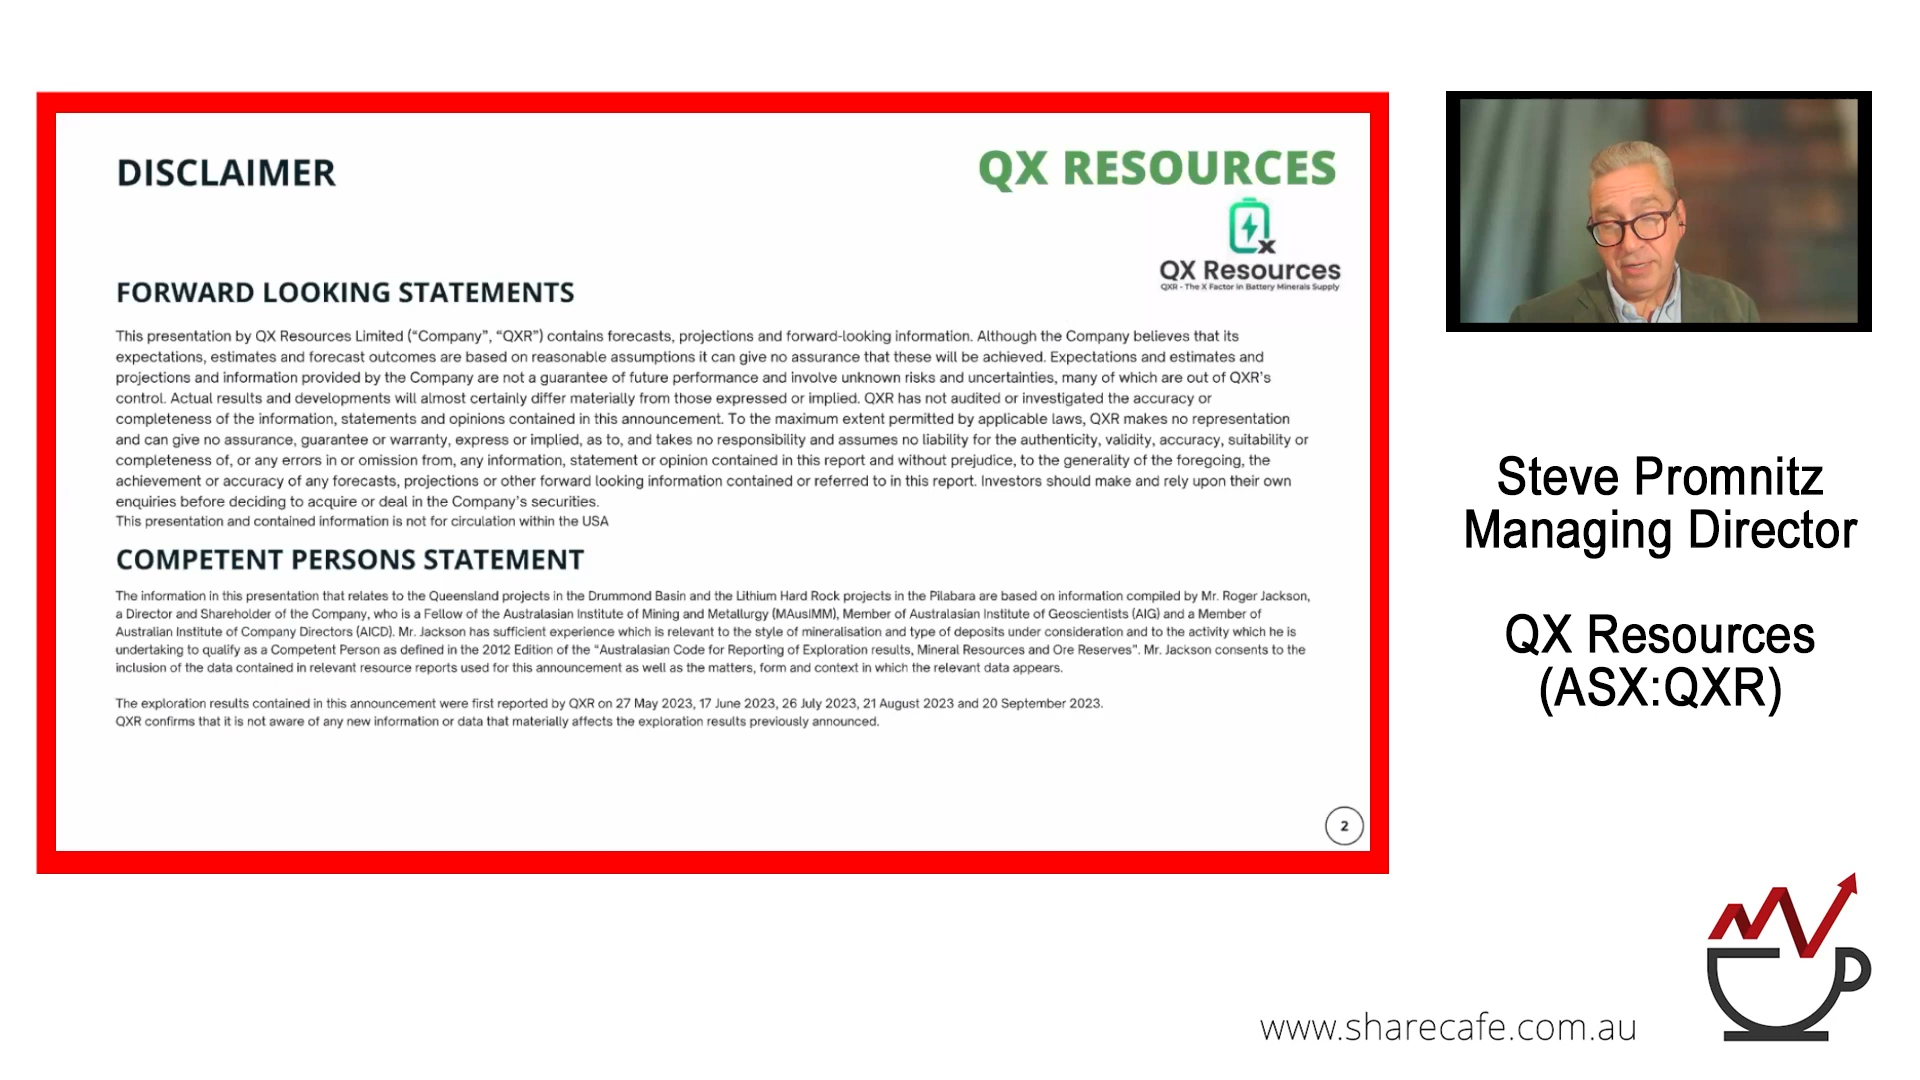 DISCLAIMER
QX RESOURCES
x
QX Resources
QXR - The X Factor In Battery Minerals Supply
FORWARD LOOKING STATEMENTS
This presentation by QX Resources Limited (“Company”, “QXR”) contains forecasts, projections and forward-looking information. Although the Company believes that its
expectations, estimates and forecast outcomes are based on reasonable assumptions it can give no assurance that these will be achieved. Expectations and estimates and
projections and information provided by the Company are not a guarantee of future performance and involve unknown risks and uncertainties, many of which are out of QXR’s
control. Actual results and developments will almost certainly differ materially from those expressed or implied. QXR has not audited or investigated the accuracy or
completeness of the information, statements and opinions contained in this announcement. To the maximum extent permitted by applicable laws, QXR makes no representation
and can give no assurance, guarantee or warranty, express or implied, as to, and takes no responsibility and assumes no liability for the authenticity, validity, accuracy, suitability or
completeness of, or any errors in or omission from, any information, statement or opinion contained in this report and without prejudice, to the generality of the foregoing, the
achievement or accuracy of any forecasts, projections or other forward looking information contained or referred to in this report. Investors should make and rely upon their own
enquiries before deciding to acquire or deal in the Company’s securities.
This presentation and contained information is not for circulation within the USA
COMPETENT PERSONS STATEMENT
The information in this presentation that relates to the Queensland projects in the Drummond Basin and the Lithium Hard Rock projects in the Pilabara are based on information compiled by Mr. Roger Jackson,
a Director and Shareholder of the Company, who is a Fellow of the Australasian Institute of Mining and Metallurgy (MAusIMM), Member of Australasian Institute of Geoscientists (AIG) and a Member of
Australian Institute of Company Directors (AICD). Mr. Jackson has sufficient experience which is relevant to the style of mineralisation and type of deposits under consideration and to the activity which he is
undertaking to qualify as a Competent Person as defined in the 2012 Edition of the “Australasian Code for Reporting of Exploration results, Mineral Resources and Ore Reserves”. Mr. Jackson consents to the
inclusion of the data contained in relevant resource reports used for this announcement as well as the matters, form and context in which the relevant data appears.
The exploration results contained in this announcement were first reported by QXR on 27 May 2023, 17 June 2023, 26 July 2023, 21 August 2023 and 20 September 2023.
QXR confirms that it is not aware of any new information or data that materially affects the exploration results previously announced.
2
Steve Promnitz
Managing Director
QX Resources
(ASX:QXR)
www.sharecafe.com.au